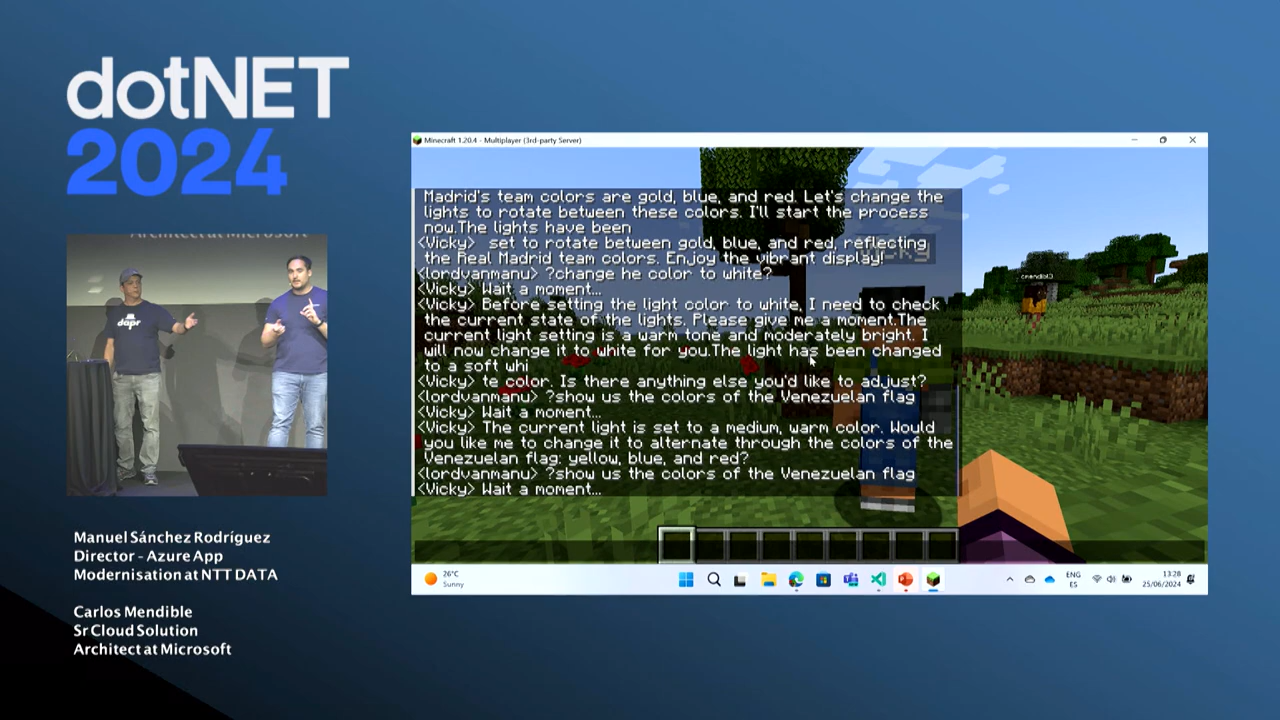 dotNET
2024
Architect at Microsoft
dapr
Manuel Sánchez Rodríguez
Director - Azure App
Modernisation at NTT DATA
Carlos Mendible
Sr Cloud Solution
Architect at Microsoft
Minecraft 1.20.4 - Multiplayer (3rd-party Server)
Madrid's team colors are gold, blue, and red. Let's change the
lights to rotate between these colors. I'll start the process
now.The lights have been
<Vicky>  set to rotate between gold, blue, and red, reflecting
the Real Madrid team colors. Enjoy the vibrant display!
<lordvanmanu> ?change he color to white?
<Vicky> Wait a moment...
<Vicky> Before setting the light color to white, I need to check
the current state of the lights. Please give me a moment.The
current light setting is a warm tone and moderately bright. I
will now change it to white for you.The light has been changed
to a soft whi
<Vicky> te color. Is there anything else you'd like to adjust?
<lordvanmanu> ?show us the colors of the Venezuelan flag
<Vicky> Wait a moment...
<Vicky> The current light is set to a medium, warm color. Would
you like me to change it to alternate through the colors of the
Venezuelan flag: yellow, blue, and red?
<lordvanmanu> ?show us the colors of the Venezuelan flag
<Vicky> Wait a moment...
Vicky
26°C
Sunny
ENG
ES
13:28
25/06/2024